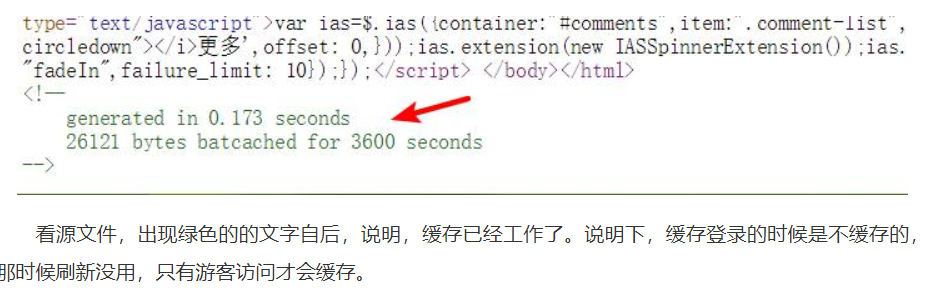 type="text/javascript">var ias=$.ias({container:"#comments",item:".comment-list",
circledown"></i>更多',offset: 0,}));ias.extension(new IASSpinnerExtension());ias.
"fadeIn",failure_limit: 10});});</script> </body></html>
<!--
generated in 0.173 seconds
26121 bytes batcached for 3600 seconds
-->
看源文件，出现绿色的的文字自后，说明，缓存已经工作了。说明下，缓存登录的时候是不缓存的，
那时候刷新没用，只有游客访问才会缓存。